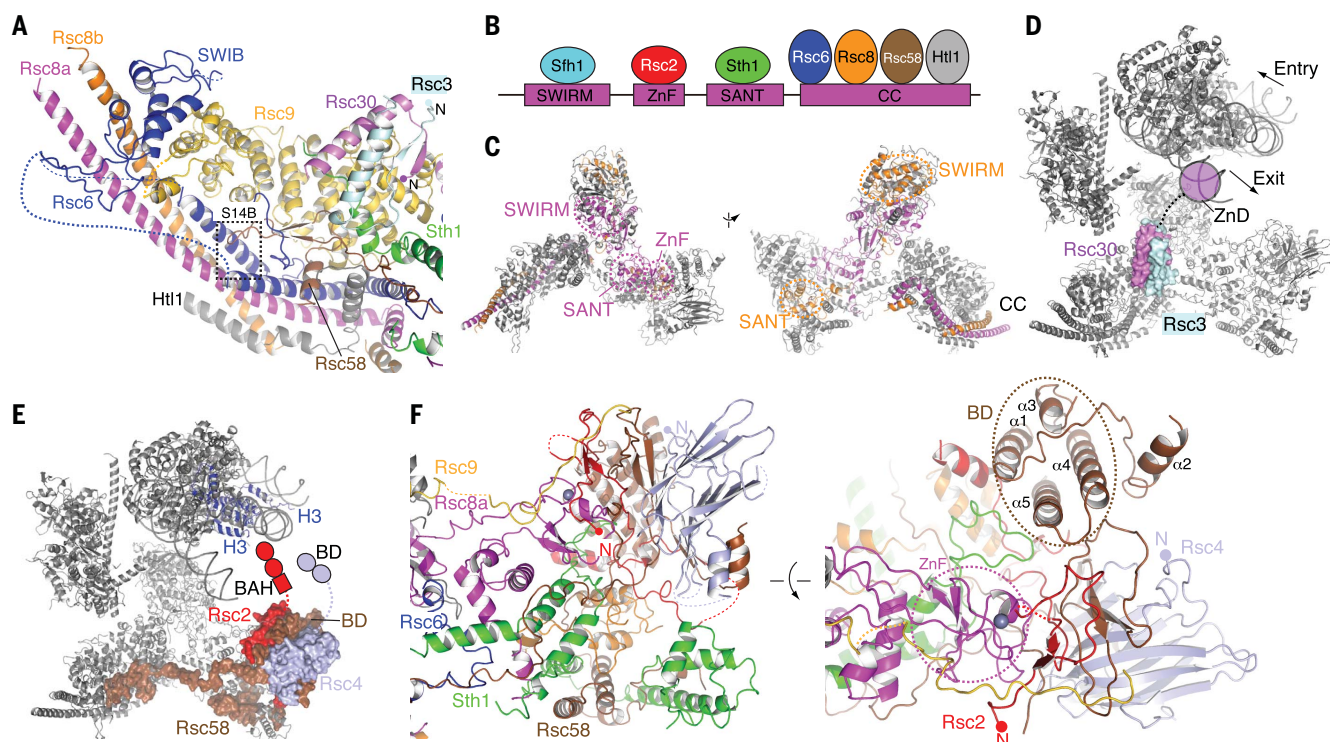 A
Rsc8b
Rsc8a
SWIB
Rsc9
Rsc30
Rsc3
N
N
Rsc6
S14B
Sth1
Htl1
Rsc58
B
Sfh1
Rsc2
Sth1
Rsc6
Rsc8
Rsc58
Htl1
SWIRM
ZnF
SANT
CC
C
SWIRM
ZnF
SANT
SWIRM
SANT
CC
D
Entry
Exit
ZnD
Rsc30
Rsc3
E
H3
H3
BD
BAH
Rsc2
BD
Rsc4
Rsc58
F
Rsc9
Rsc8a
N
N
Rsc6
Sth1
Rsc58
BD
α3
α1
α4
α2
α5
ZnF
N
Rsc4
Rsc2
N